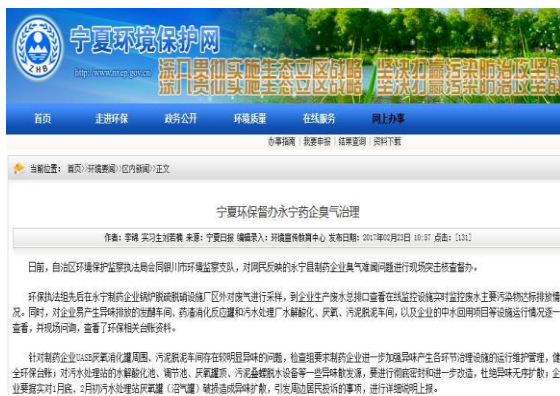 宁夏环境保护网
ZHB
http://www.nxep.gov.cn
深入贯彻实施生态立区战略 坚决打赢污染防治攻坚战
首页 走进环保 政务公开 环境质量 在线服务 网上办事
办事指南 | 我要申报 | 结果查询 | 资料下载
当前位置: 首页>>环境要闻>>区内新闻>>正文
宁夏环保督办永宁药企臭气治理
作者: 李锦 实习生刘若楠 来源: 宁夏日报 编辑录入: 环境宣传教育中心 发布日期: 2017年02月23日 10:57 点击: [131]
日前,自治区环境保护监察执法局会同银川市环境监察支队,对网民反映的永宁县制药企业臭气难闻问题进行现场突击核查督办。
环保执法组先后在永宁制药企业锅炉脱硫脱硝设施厂区外对废气进行采样,到企业生产废水总排口查看在线监控设施实时监控废水主要污染物达标排放情
况。同时,对企业易产生异味排放的发酵车间、药渣消化反应罐和污水处理厂水解酸化、厌氧、污泥脱泥车间,以及企业的中水回用项目等设施运行情况逐一
查看,并现场问询,查看了环保相关台账资料。
针对制药企业UASB厌氧消化罐周围、污泥脱泥车间存在较明显异味的问题,检查组要求制药企业进一步加强异味产生各环节治理设施的运行维护管理,健
全环保台账;对污水处理站的水解酸化池、调节池、厌氧罐顶、污泥叠螺脱水设备等一些异味散发源,要进行彻底密封和进一步改造,杜绝异味无序扩散;企
业要据实对1月底、2月初污水处理站厌氧罐(沼气罐)破损造成异味扩散,引发周边居民投诉的事项,进行详细说明上报。